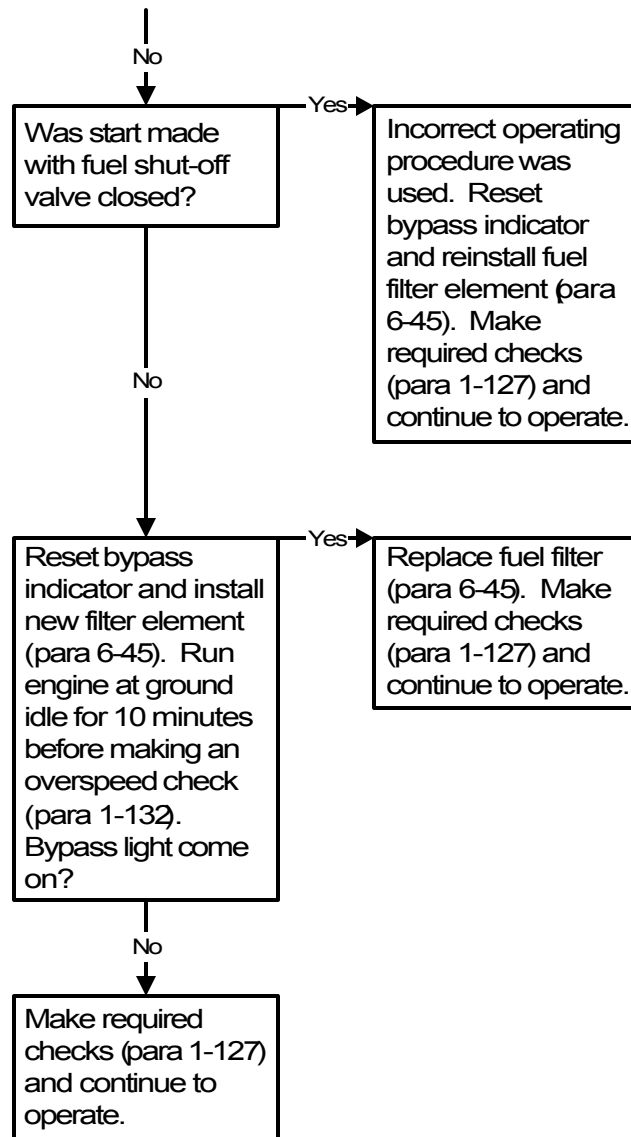 No
Was start made
with fuel shut-off
valve closed?
Yes
Incorrect operating
procedure was
used. Reset
bypass indicator
and reinstall fuel
filter element (para
6-45). Make
required checks
(para 1-127) and
continue to operate.
No
Reset bypass
indicator and install
new filter element
(para 6-45). Run
engine at ground
idle for 10 minutes
before making an
overspeed check
(para 1-132).
Bypass light come
on?
Yes
Replace fuel filter
(para 6-45). Make
required checks
(para 1-127) and
continue to operate.
No
Make required
checks (para 1-127)
and continue to
operate.